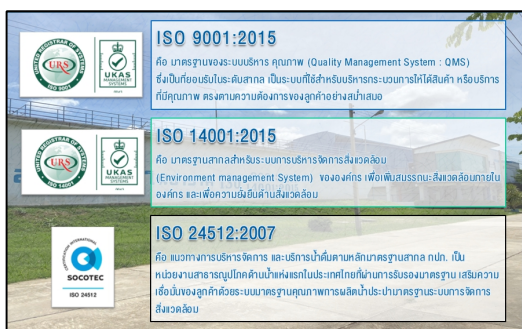 ISO 9001:2015
คือ มาตรฐานของระบบบริหาร คุณภาพ (Quality Management System : QMS)
ซึ่งเป็นที่ยอมรับในระดับสากล เป็นระบบที่ใช้สำหรับบริหารกระบวนการให้ได้สินค้า หรือบริการ
ที่มีคุณภาพ ตรงตามความต้องการของลูกค้าอย่างสม่ำเสมอ
UNITED REGISTRAR OF SYSTEMS
URS
ISO 9001
UKAS
MANAGEMENT
SYSTEMS
ISO 14001:2015
คือ มาตรฐานสากลสำหรับระบบการบริหารจัดการสิ่งแวดล้อม
(Environment management System) ขององค์กร เพื่อเพิ่มสมรรถนะสิ่งแวดล้อมภายใน
องค์กร และเพื่อความยั่งยืนด้านสิ่งแวดล้อม
UNITED REGISTRAR OF SYSTEMS
URS
ISO 14001
UKAS
MANAGEMENT
SYSTEMS
ISO 24512:2007
คือ แนวทางการบริหารจัดการ และบริการน้ำดื่มตามหลักมาตรฐานสากล กปภ. เป็น
หน่วยงานสาธารณูปโภคด้านน้ำแห่งแรกในประเทศไทยที่ผ่านการรับรองมาตรฐาน เสริมความ
เชื่อมั่นของลูกค้าด้วยระบบมาตรฐานคุณภาพการผลิตน้ำประปามาตรฐานระบบการจัดการ
สิ่งแวดล้อม
CERTIFICATION INTERNATIONAL
SOCOTEC
ISO 24512